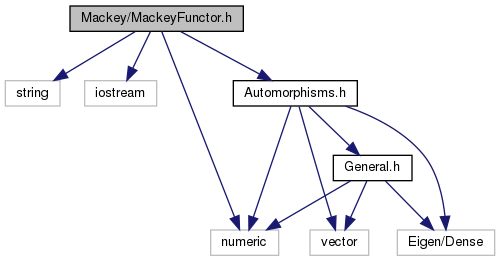 Mackey/MackeyFunctor.h
string
iostream
Automorphisms.h
General.h
numeric
vector
Eigen/Dense